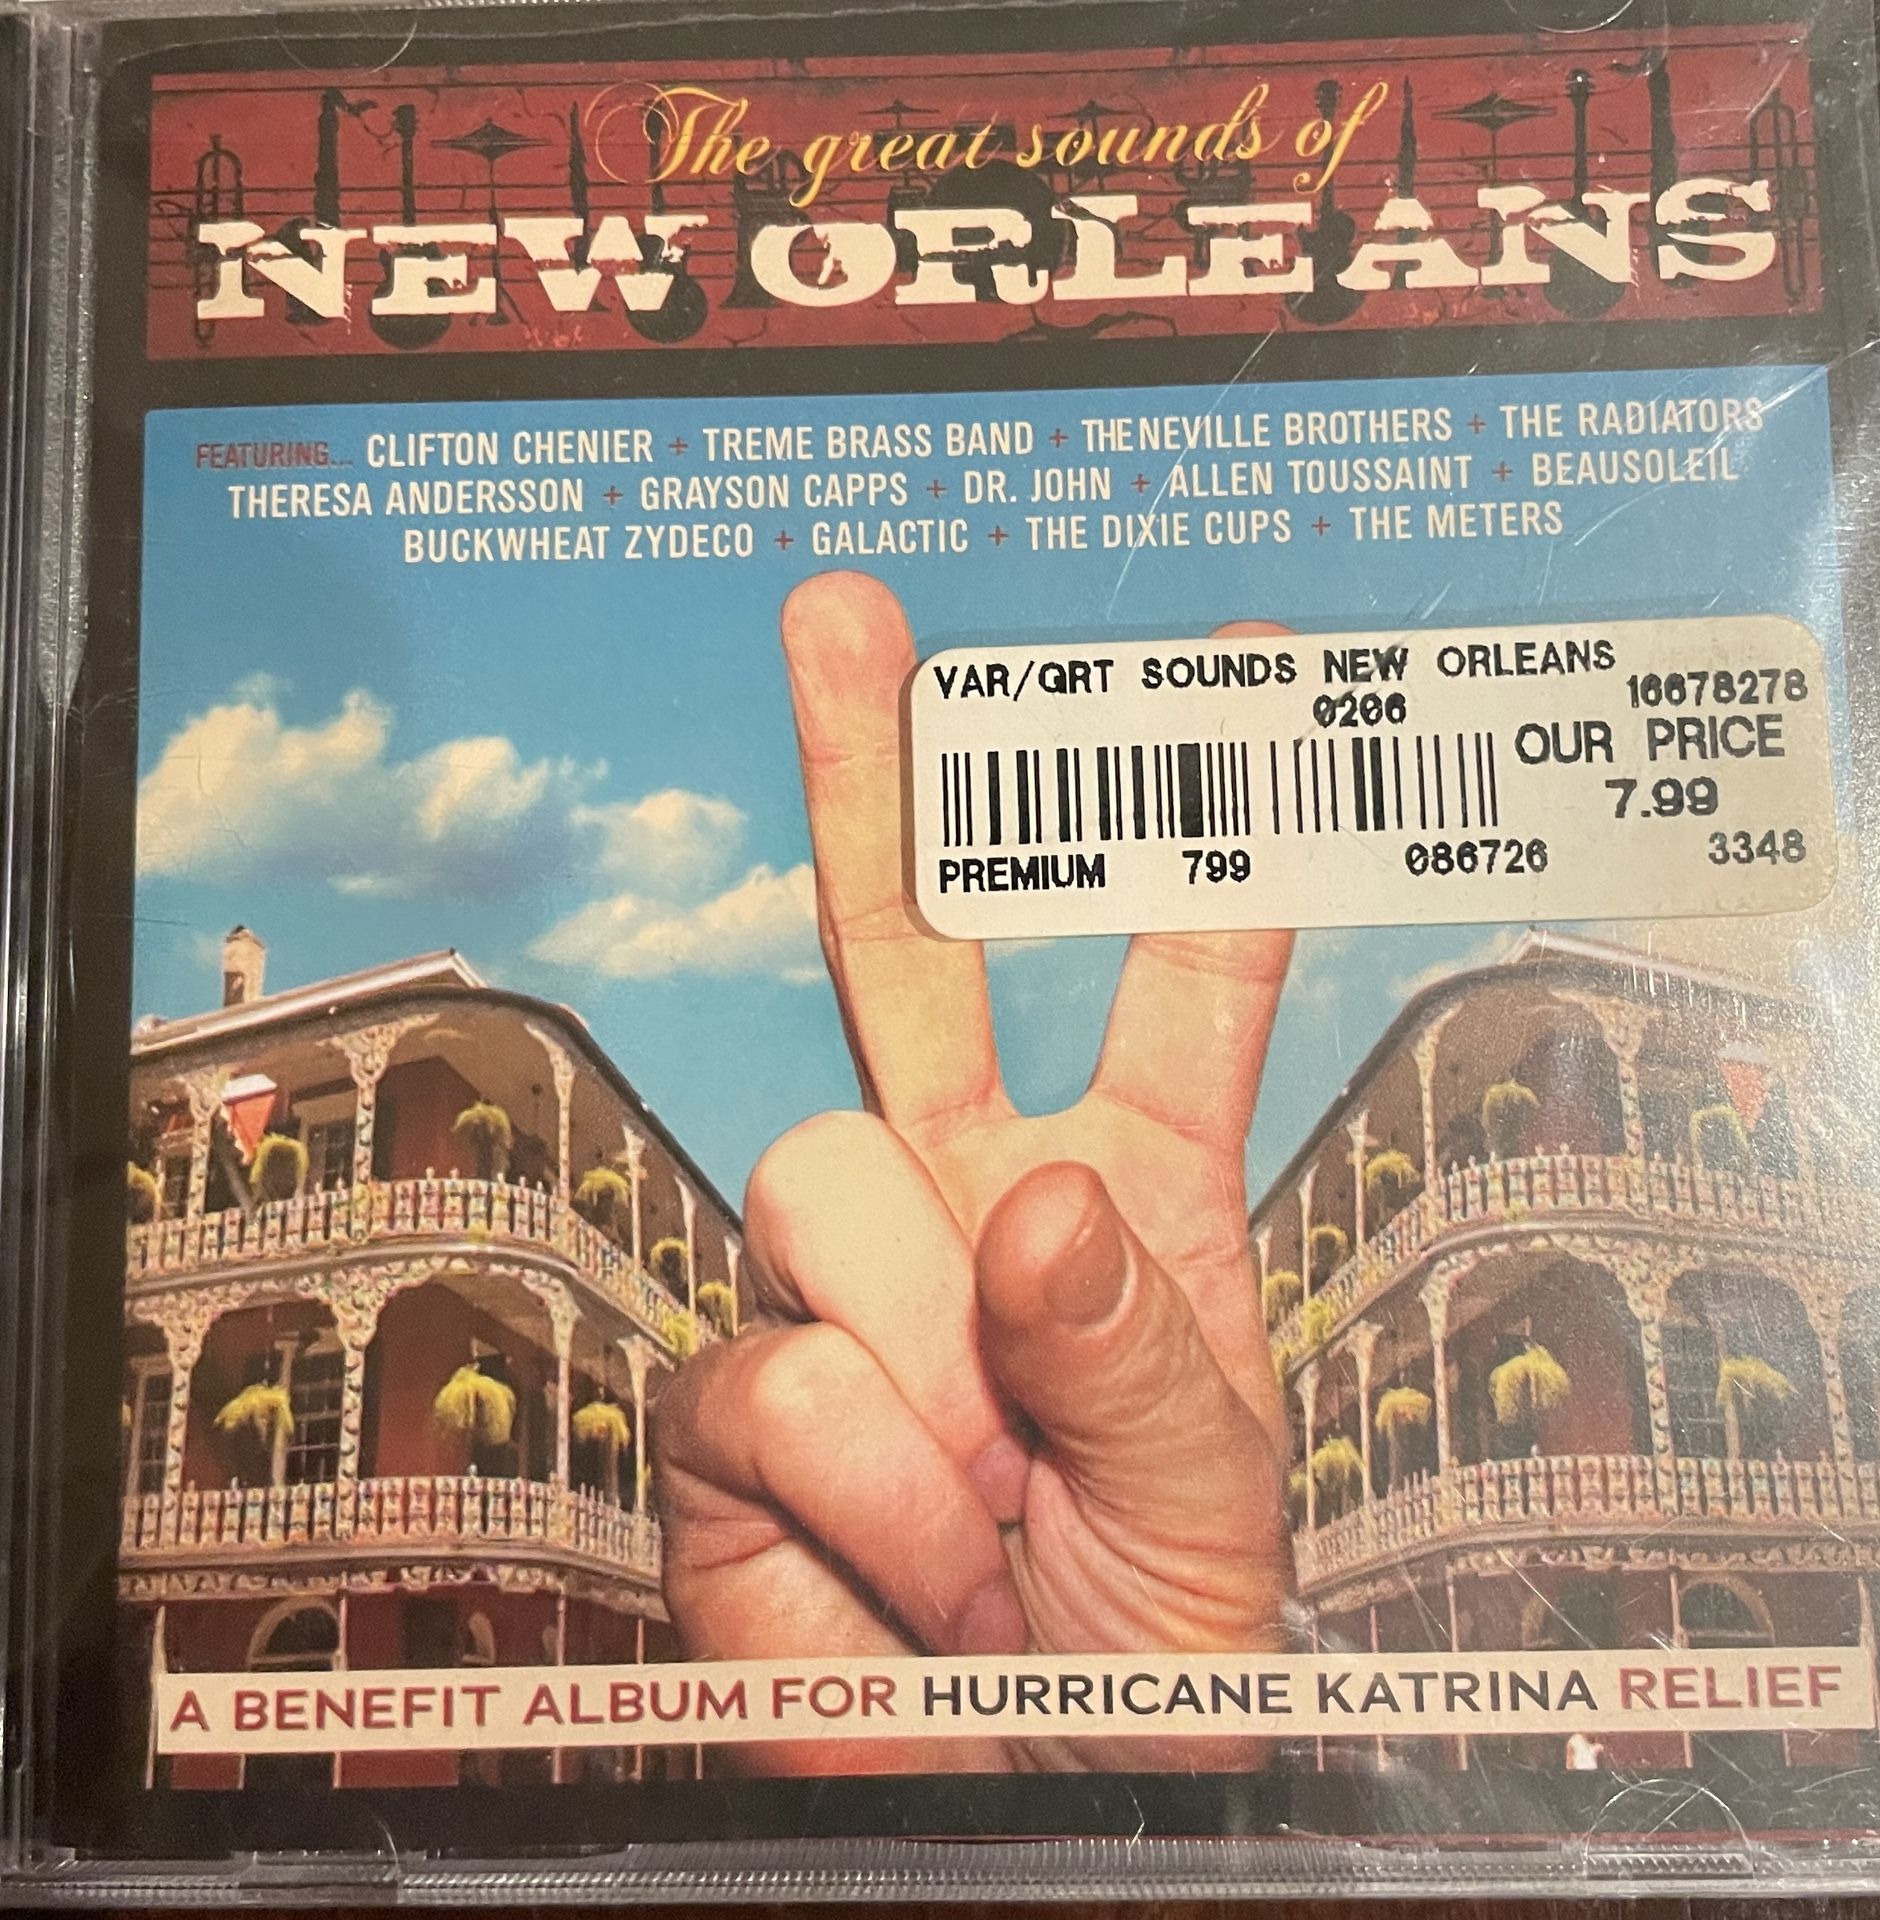 The great sounds of
NEW ORLEANS
FEATURING... CLIFTON CHENIER + TREME BRASS BAND + THE NEVILLE BROTHERS + THE RADIATORS
THERESA ANDERSSON + GRAYSON CAPPS + DR. JOHN + ALLEN TOUSSAINT + BEAUSOLEIL
BUCKWHEAT ZYDECO + GALACTIC + THE DIXIE CUPS + THE METERS
VAR/GRT SOUNDS NEW ORLEANS
0206 16678278
OUR PRICE
7.99
PREMIUM 799 086726 3348
A BENEFIT ALBUM FOR HURRICANE KATRINA RELIEF